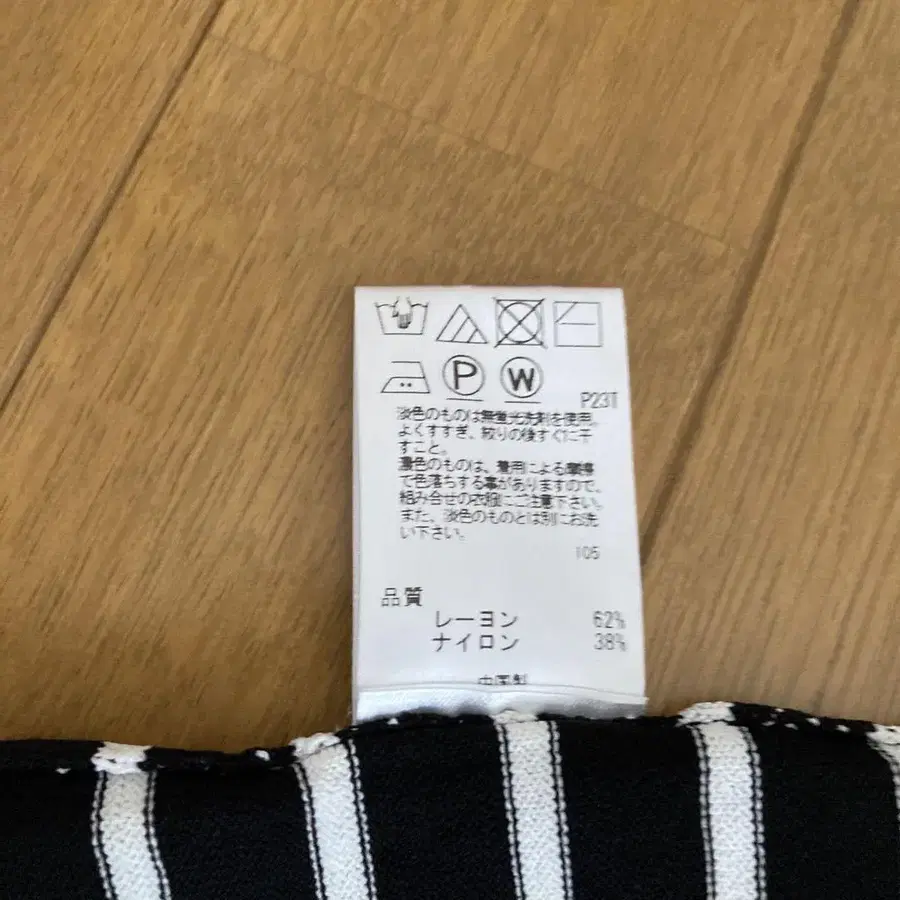 P W
P23T
淡色のものは無蛍光洗剤を使用。
よくすすぎ、絞りの後すぐに干
すこと。
濃色のものは、着用による摩擦
で色落ちする事がありますので、
組み合せの衣服にご注意下さい。
また、淡色のものとは別にお洗
い下さい。
105
品質
レーヨン 62%
ナイロン 38%
中国製